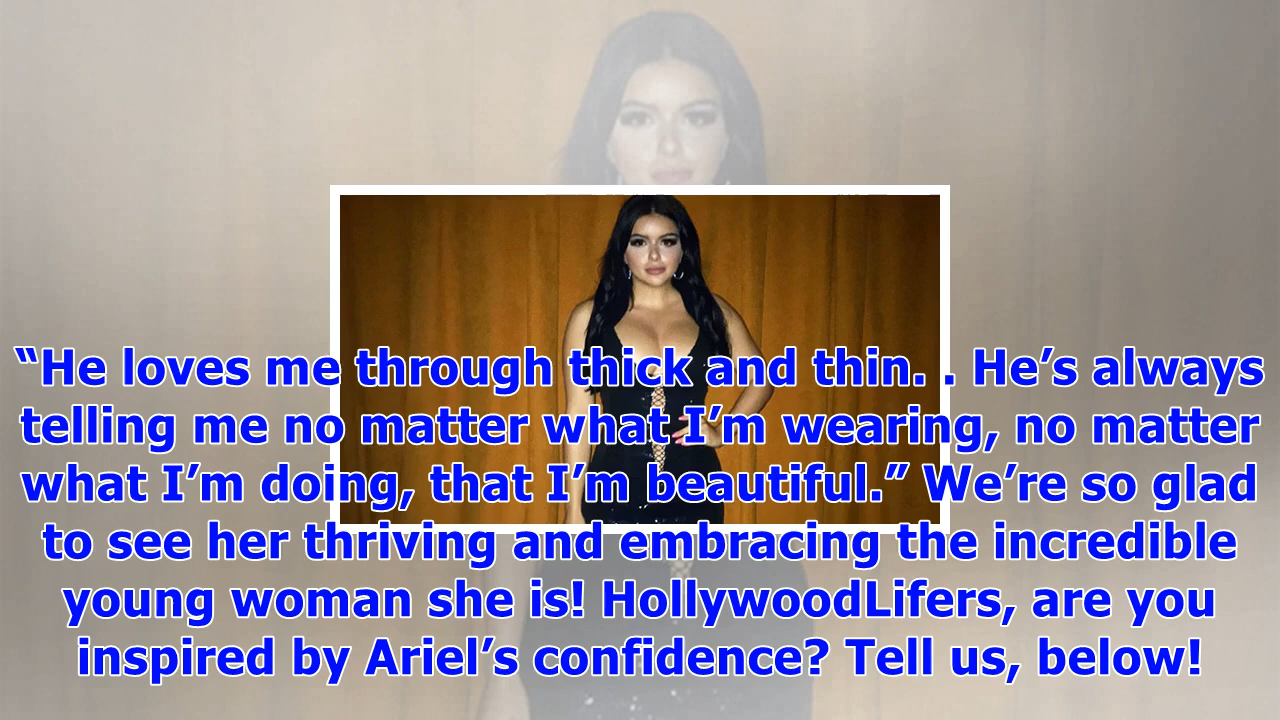 “He loves me through thick and thin. . He’s always
telling me no matter what I’m wearing, no matter
what I’m doing, that I’m beautiful.” We’re so glad
to see her thriving and embracing the incredible
young woman she is! HollywoodLifers, are you
inspired by Ariel’s confidence? Tell us, below!